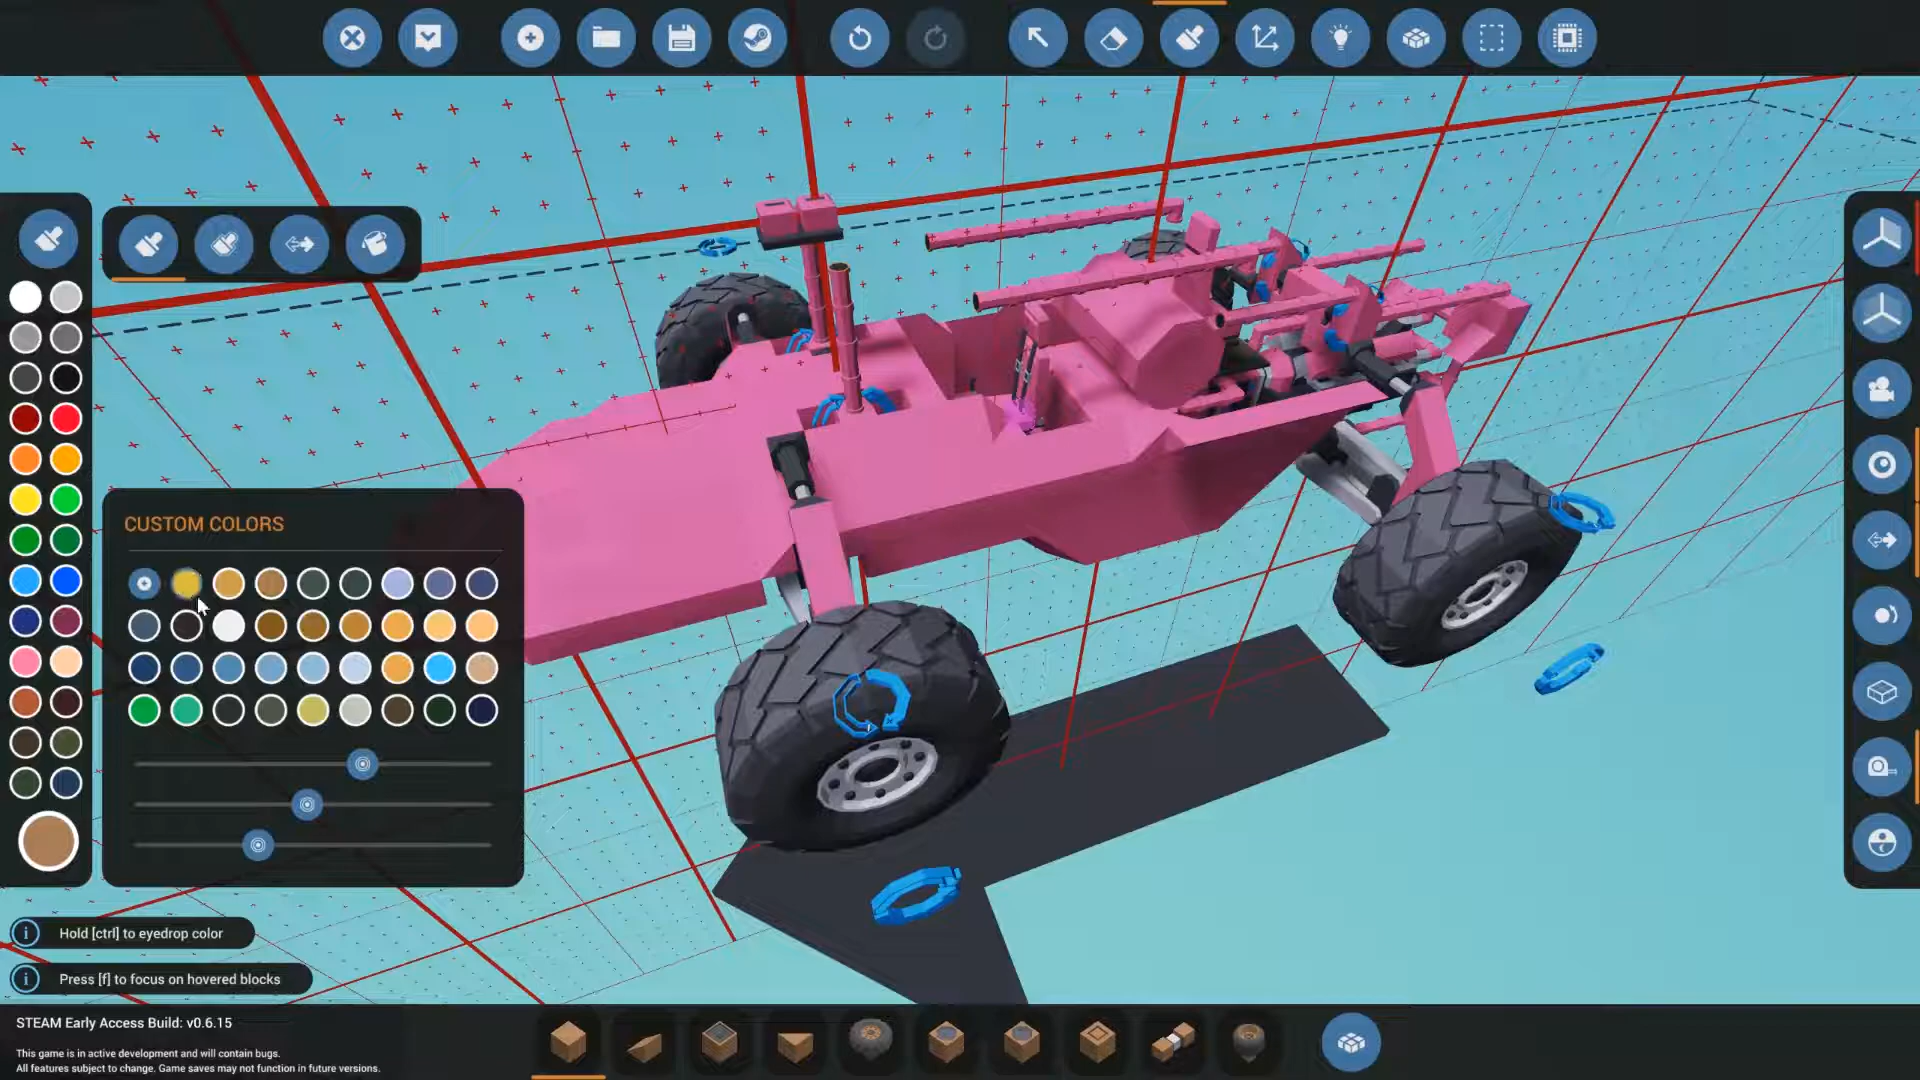 CUSTOM COLORS
Hold [ctrl] to eyedrop color
Press [f] to focus on hovered blocks
STEAM Early Access Build: v0.6.15
This game is in active development and will contain bugs.
All features subject to change. Game saves may not function in future versions.